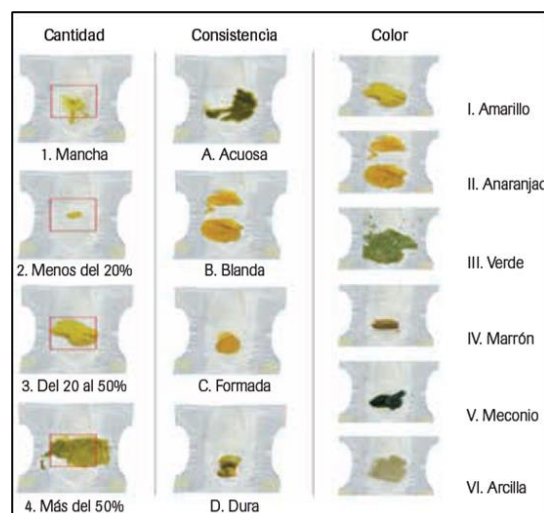 Cantidad
Consistencia
Color
1. Mancha
A. Acuosa
I. Amarillo
2. Menos del 20%
B. Blanda
II. Anaranjac
III. Verde
3. Del 20 al 50%
C. Formada
IV. Marrón
V. Meconio
4. Más del 50%
D. Dura
VI. Arcilla